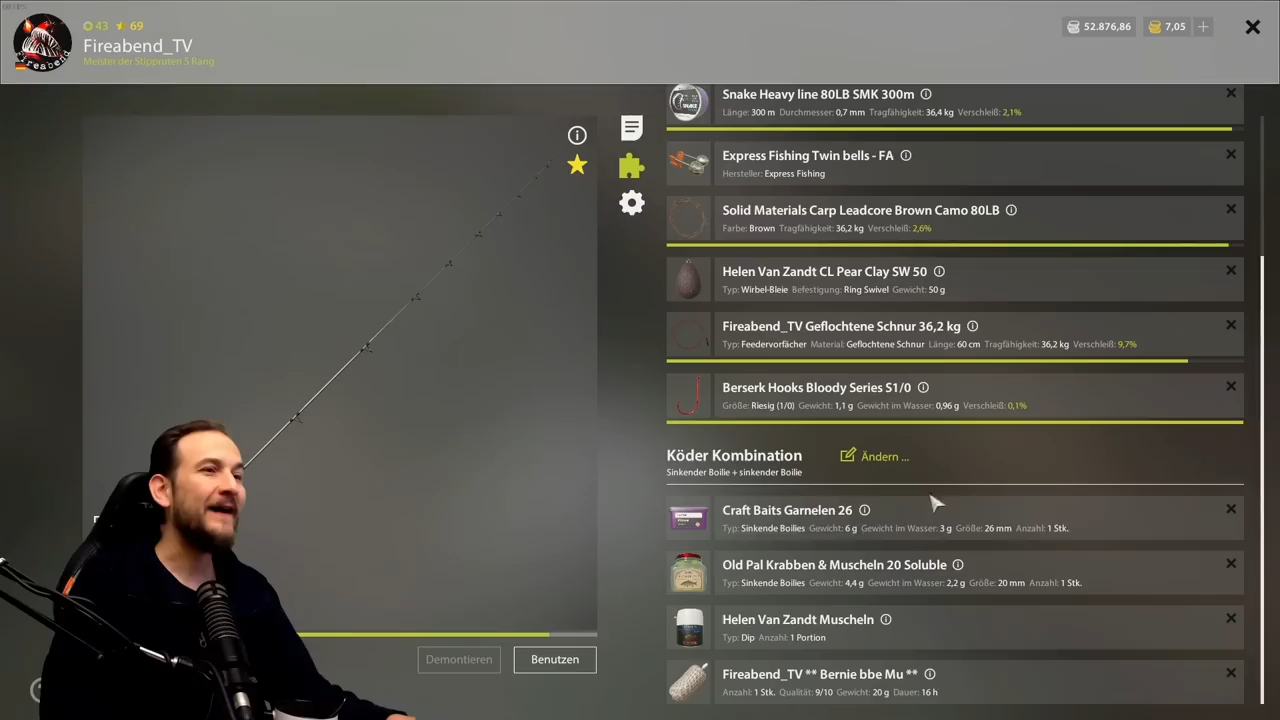 43 69
Fireabend_TV
Meister der Stippruten 5 Rang
52.876,86 7,05
Snake Heavy line 80LB SMK 300m
Länge: 300 m Durchmesser: 0,7 mm Tragfähigkeit: 36,4 kg Verschleiß: 2,1%
Express Fishing Twin bells - FA
Hersteller: Express Fishing
Solid Materials Carp Leadcore Brown Camo 80LB
Farbe: Brown Tragfähigkeit: 36,2 kg Verschleiß: 2,6%
Helen Van Zandt CL Pear Clay SW 50
Typ: Wirbel-Bleie Befestigung: Ring Swivel Gewicht: 50 g
Fireabend_TV Geflochtene Schnur 36,2 kg
Typ: Feedervorfächer Material: Geflochtene Schnur Länge: 60 cm Tragfähigkeit: 36,2 kg Verschleiß: 9,7%
Berserk Hooks Bloody Series S1/0
Größe: Riesig (1/0) Gewicht: 1,1 g Gewicht im Wasser: 0,96 g Verschleiß: 0,1%
Köder Kombination Ändern ...
Sinkender Boilie + sinkender Boilie
Craft Baits Garnelen 26
Typ: Sinkende Boilies Gewicht: 6 g Gewicht im Wasser: 3 g Größe: 26 mm Anzahl: 1 Stk.
Old Pal Krabben & Muscheln 20 Soluble
Typ: Sinkende Boilies Gewicht: 4,4 g Gewicht im Wasser: 2,2 g Größe: 20 mm Anzahl: 1 Stk.
Helen Van Zandt Muscheln
Typ: Dip Anzahl: 1 Portion
Fireabend_TV ** Bernie bbe Mu **
Anzahl: 1 Stk. Qualität: 9/10 Gewicht: 20 g Dauer: 16 h
Demontieren Benutzen